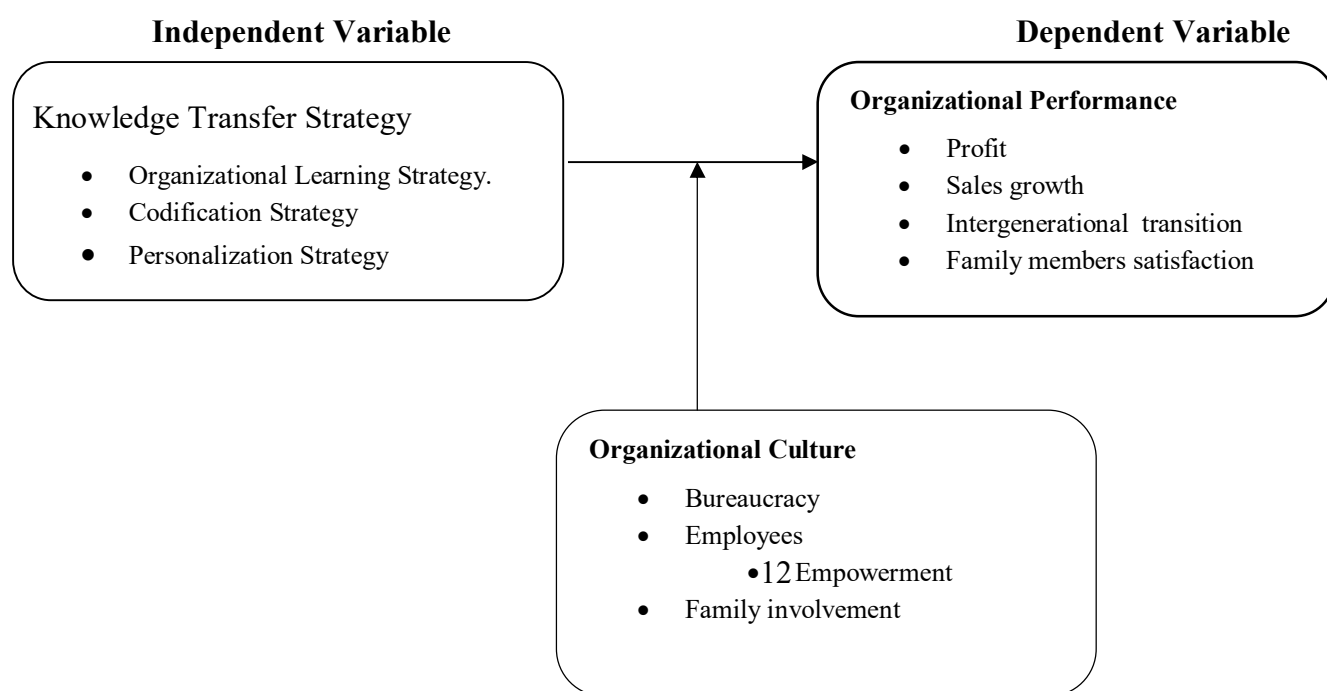 Independent Variable
Dependent Variable
Knowledge Transfer Strategy
• Organizational Learning Strategy.
• Codification Strategy
• Personalization Strategy
Organizational Performance
• Profit
• Sales growth
• Intergenerational transition
• Family members satisfaction
Organizational Culture
• Bureaucracy
• Employees
•12 Empowerment
• Family involvement